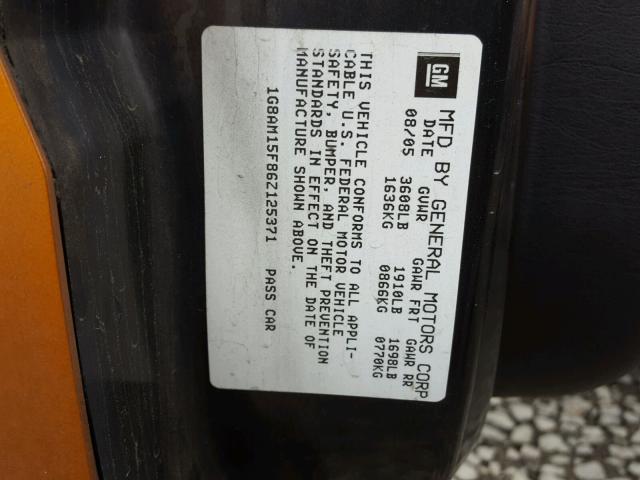 GM MFD BY GENERAL MOTORS CORP
DATE GVWR GAWR FRT GAWR RR
08/05 3608LB 1910LB 1698LB
1636KG 0866KG 0770KG
THIS VEHICLE CONFORMS TO ALL APPLI-
CABLE U.S. FEDERAL MOTOR VEHICLE
SAFETY, BUMPER, AND THEFT PREVENTION
STANDARDS IN EFFECT ON THE DATE OF
MANUFACTURE SHOWN ABOVE.
1G8AM15F86Z125371 PASS CAR